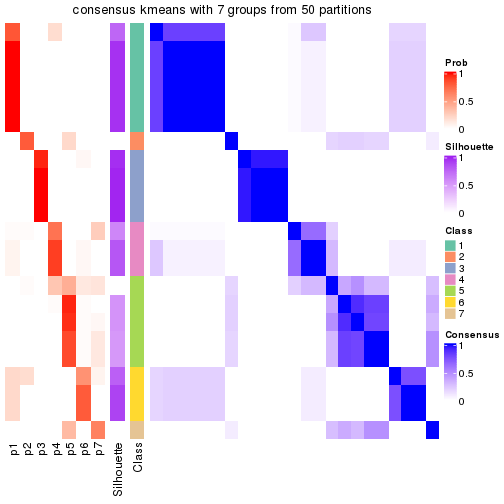 consensus kmeans with 7 groups from 50 partitions
Prob
1
0.5
0
Silhouette
1
0.5
0
Class
1
2
3
4
5
6
7
Consensus
1
0.5
0
p1
p2
p3
p4
p5
p6
p7
Silhouette
Class